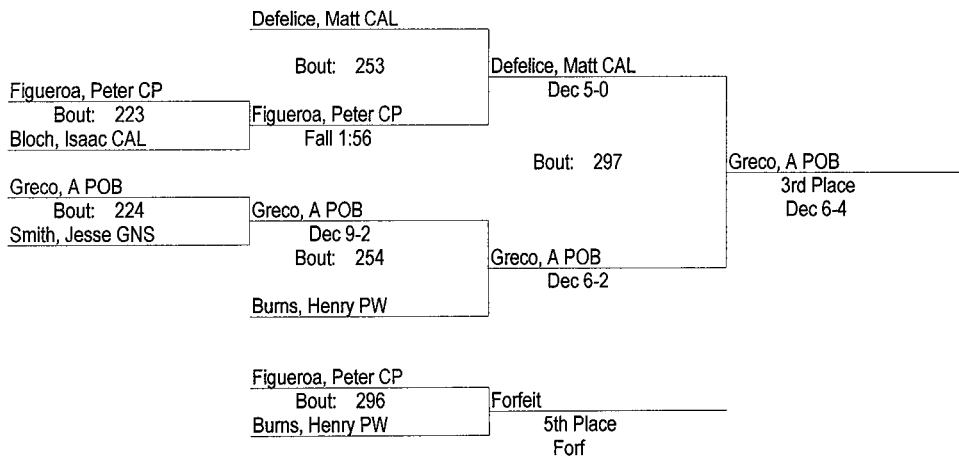 Defelice, Matt CAL
Bout: 253
Defelice, Matt CAL
Dec 5-0
Figueroa, Peter CP
Bout: 223
Figueroa, Peter CP
Bloch, Isaac CAL
Fall 1:56
Bout: 297
Greco, A POB
3rd Place
Dec 6-4
Greco, A POB
Bout: 224
Greco, A POB
Smith, Jesse GNS
Dec 9-2
Bout: 254
Greco, A POB
Dec 6-2
Burns, Henry PW
Figueroa, Peter CP
Bout: 296
Forfeit
Burns, Henry PW
5th Place
Forf